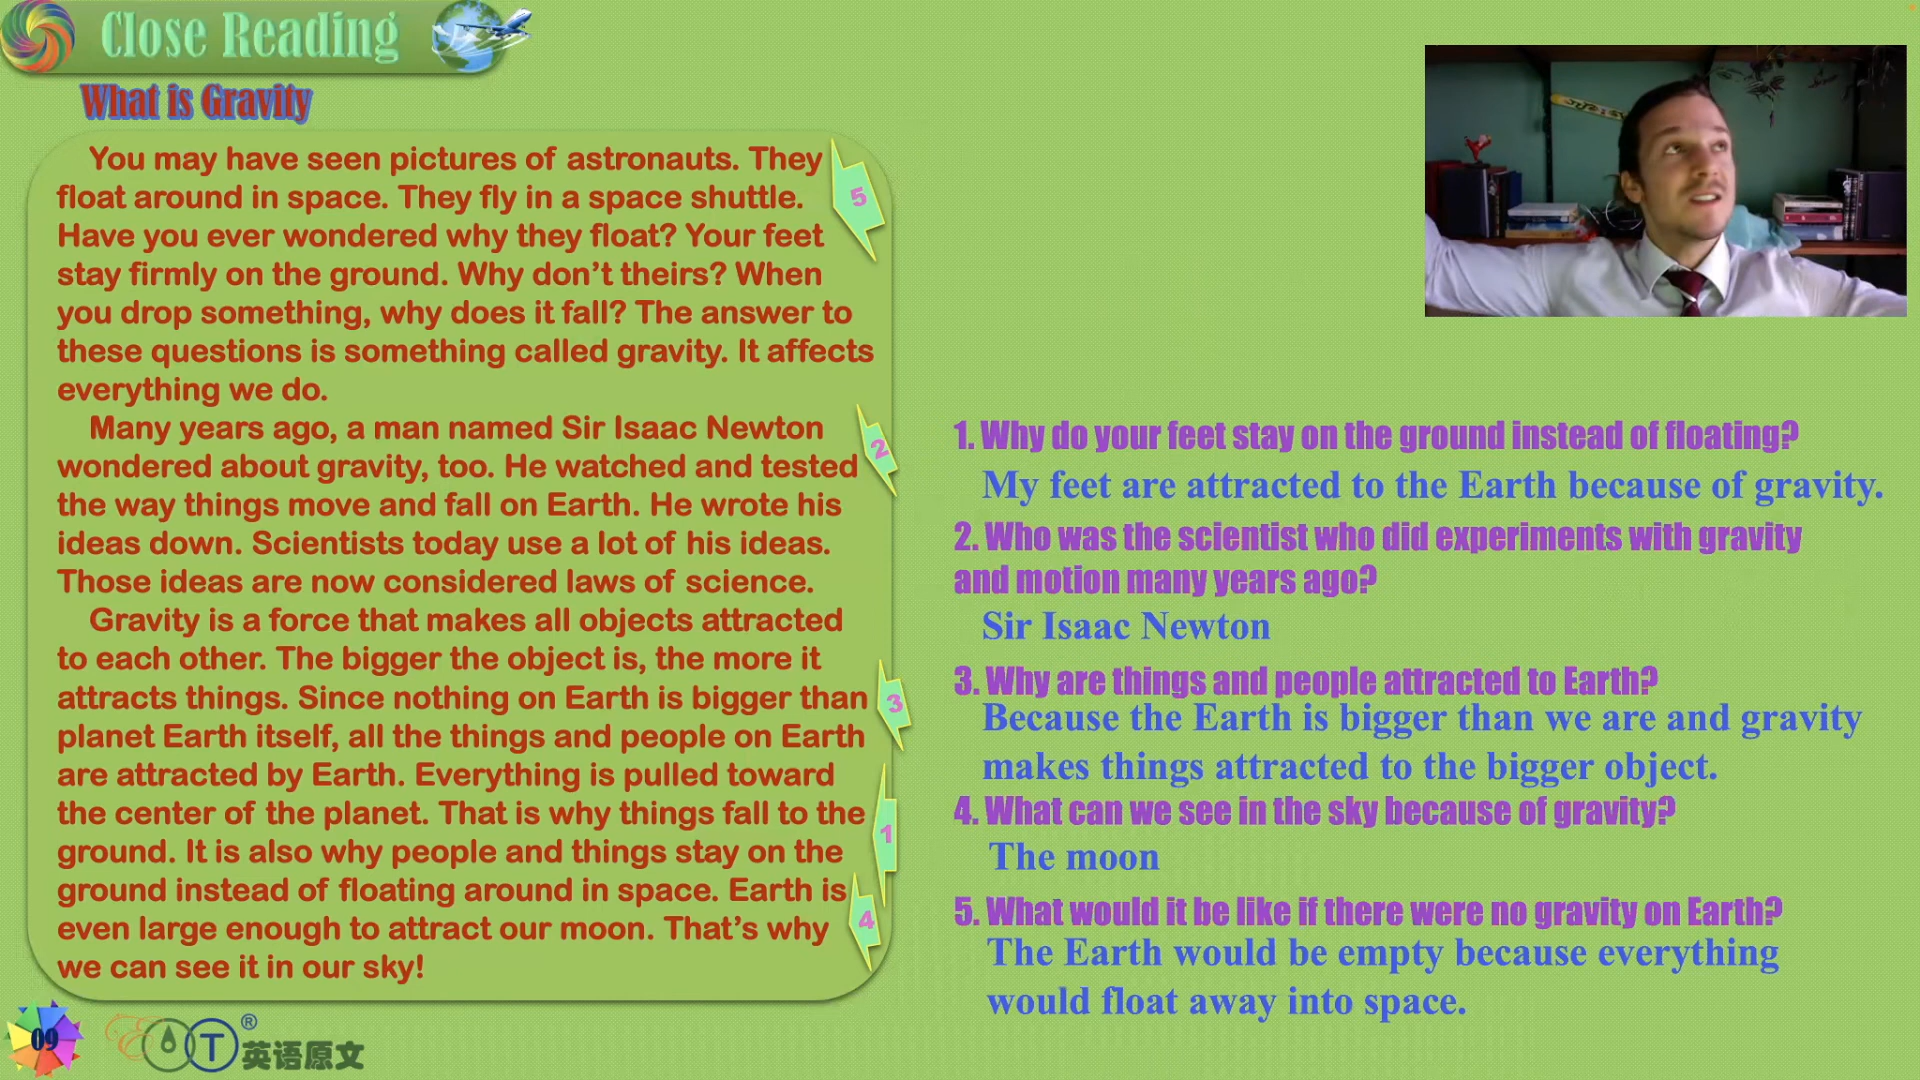 Close Reading
What is Gravity
You may have seen pictures of astronauts. They
float around in space. They fly in a space shuttle.
Have you ever wondered why they float? Your feet
stay firmly on the ground. Why don't theirs? When
you drop something, why does it fall? The answer to
these questions is something called gravity. It affects
everything we do.
Many years ago, a man named Sir Isaac Newton
wondered about gravity, too. He watched and tested
the way things move and fall on Earth. He wrote his
ideas down. Scientists today use a lot of his ideas.
Those ideas are now considered laws of science.
Gravity is a force that makes all objects attracted
to each other. The bigger the object is, the more it
attracts things. Since nothing on Earth is bigger than
planet Earth itself, all the things and people on Earth
are attracted by Earth. Everything is pulled toward
the center of the planet. That is why things fall to the
ground. It is also why people and things stay on the
ground instead of floating around in space. Earth is
even large enough to attract our moon. That's why
we can see it in our sky!
5
2
3
1
4
1. Why do your feet stay on the ground instead of floating?
My feet are attracted to the Earth because of gravity.
2. Who was the scientist who did experiments with gravity
and motion many years ago?
Sir Isaac Newton
3. Why are things and people attracted to Earth?
Because the Earth is bigger than we are and gravity
makes things attracted to the bigger object.
4. What can we see in the sky because of gravity?
The moon
5. What would it be like if there were no gravity on Earth?
The Earth would be empty because everything
would float away into space.
09
T® 英语原文